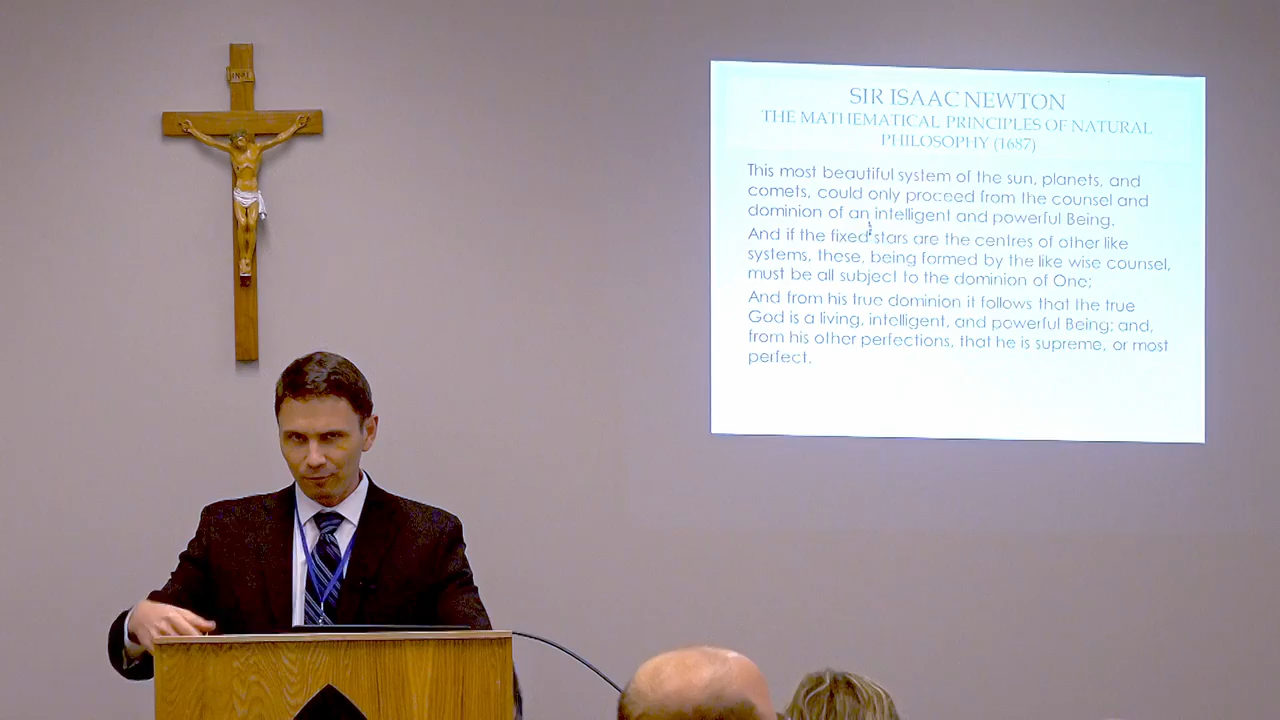 INRI
SIR ISAAC NEWTON
THE MATHEMATICAL PRINCIPLES OF NATURAL
PHILOSOPHY (1687)
This most beautiful system of the sun, planets, and
comets, could only proceed from the counsel and
dominion of an intelligent and powerful Being.
And if the fixed stars are the centres of other like
systems, these, being formed by the like wise counsel,
must be all subject to the dominion of One;
And from his true dominion it follows that the true
God is a living, intelligent, and powerful Being; and,
from his other perfections, that he is supreme, or most
perfect.